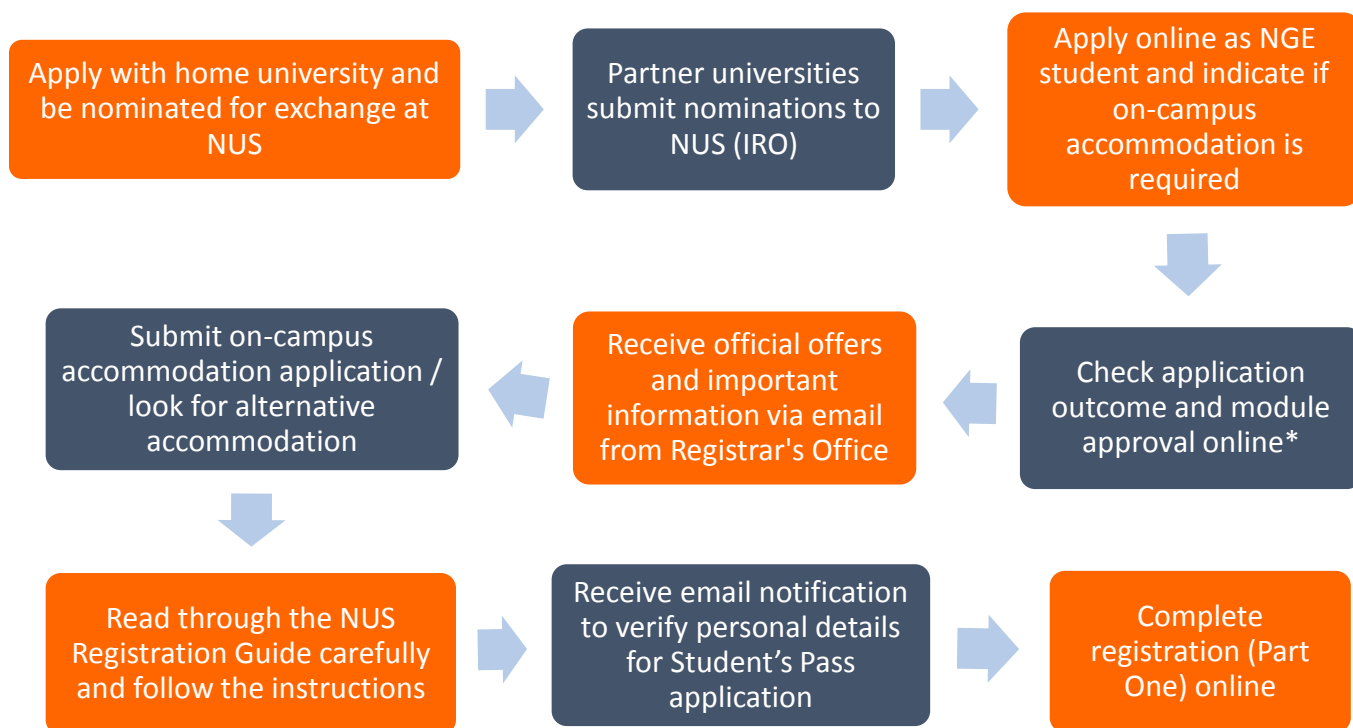 Apply with home university and
be nominated for exchange at
NUS
Partner universities
submit nominations to
NUS (IRO)
Apply online as NGE
student and indicate if
on-campus
accommodation is
required
Check application
outcome and module
approval online*
Receive official offers
and important
information via email
from Registrar's Office
Submit on-campus
accommodation application /
look for alternative
accommodation
Read through the NUS
Registration Guide carefully
and follow the instructions
Receive email notification
to verify personal details
for Student’s Pass
application
Complete
registration (Part
One) online